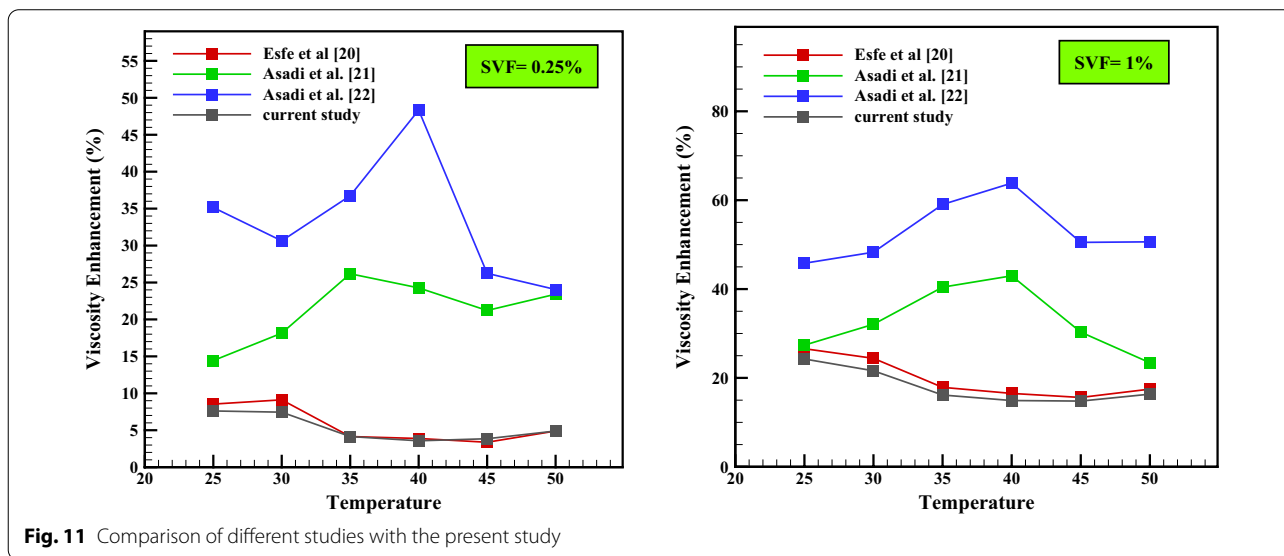 Esfe et al [20]
Asadi et al. [21]
Asadi et al. [22]
current study
SVF= 0.25%
Viscosity Enhancement (%)
55
50
45
40
35
30
25
20
15
10
5
0
20 25 30 35 40 45 50
Temperature
Esfe et al [20]
Asadi et al. [21]
Asadi et al. [22]
current study
SVF= 1%
Viscosity Enhancement (%)
80
60
40
20
0
20 25 30 35 40 45 50
Temperature
Fig. 11 Comparison of different studies with the present study